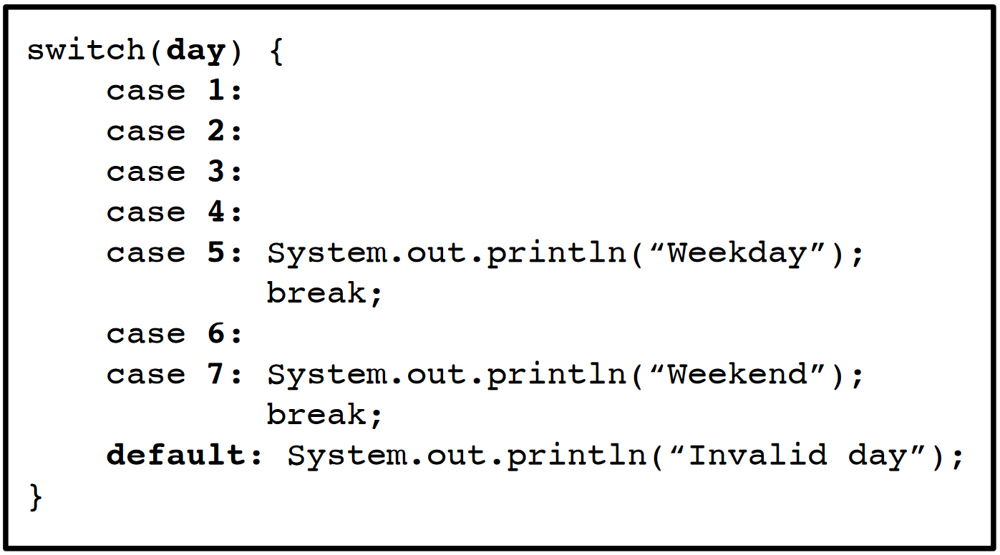 switch(day) {
case 1:
case 2:
case 3:
case 4:
case 5: System.out.println(“Weekday”);
break;
case 6:
case 7: System.out.println(“Weekend”);
break;
default: System.out.println(“Invalid day”);
}